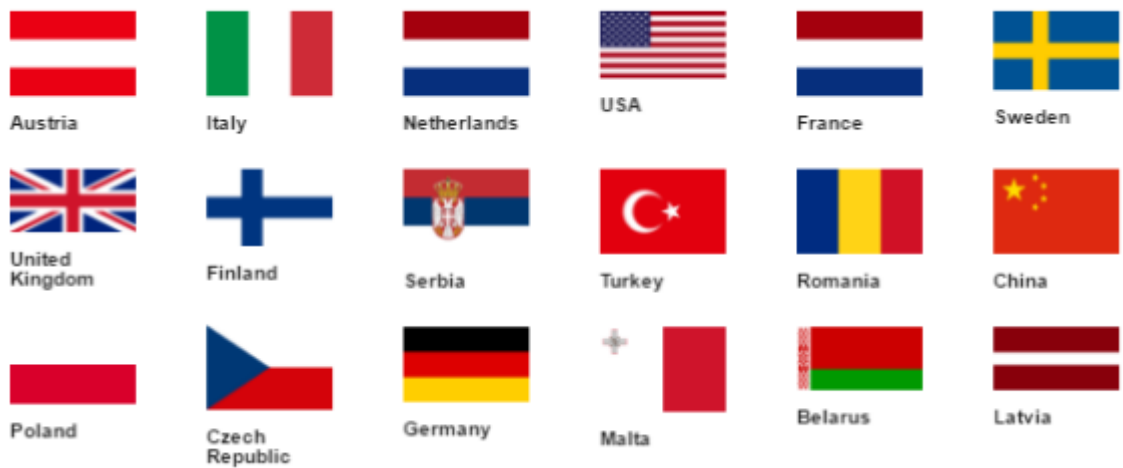 Austria
Italy
Netherlands
USA
France
Sweden
United
Kingdom
Finland
Serbia
Turkey
Romania
China
Poland
Czech
Republic
Germany
Malta
Belarus
Latvia